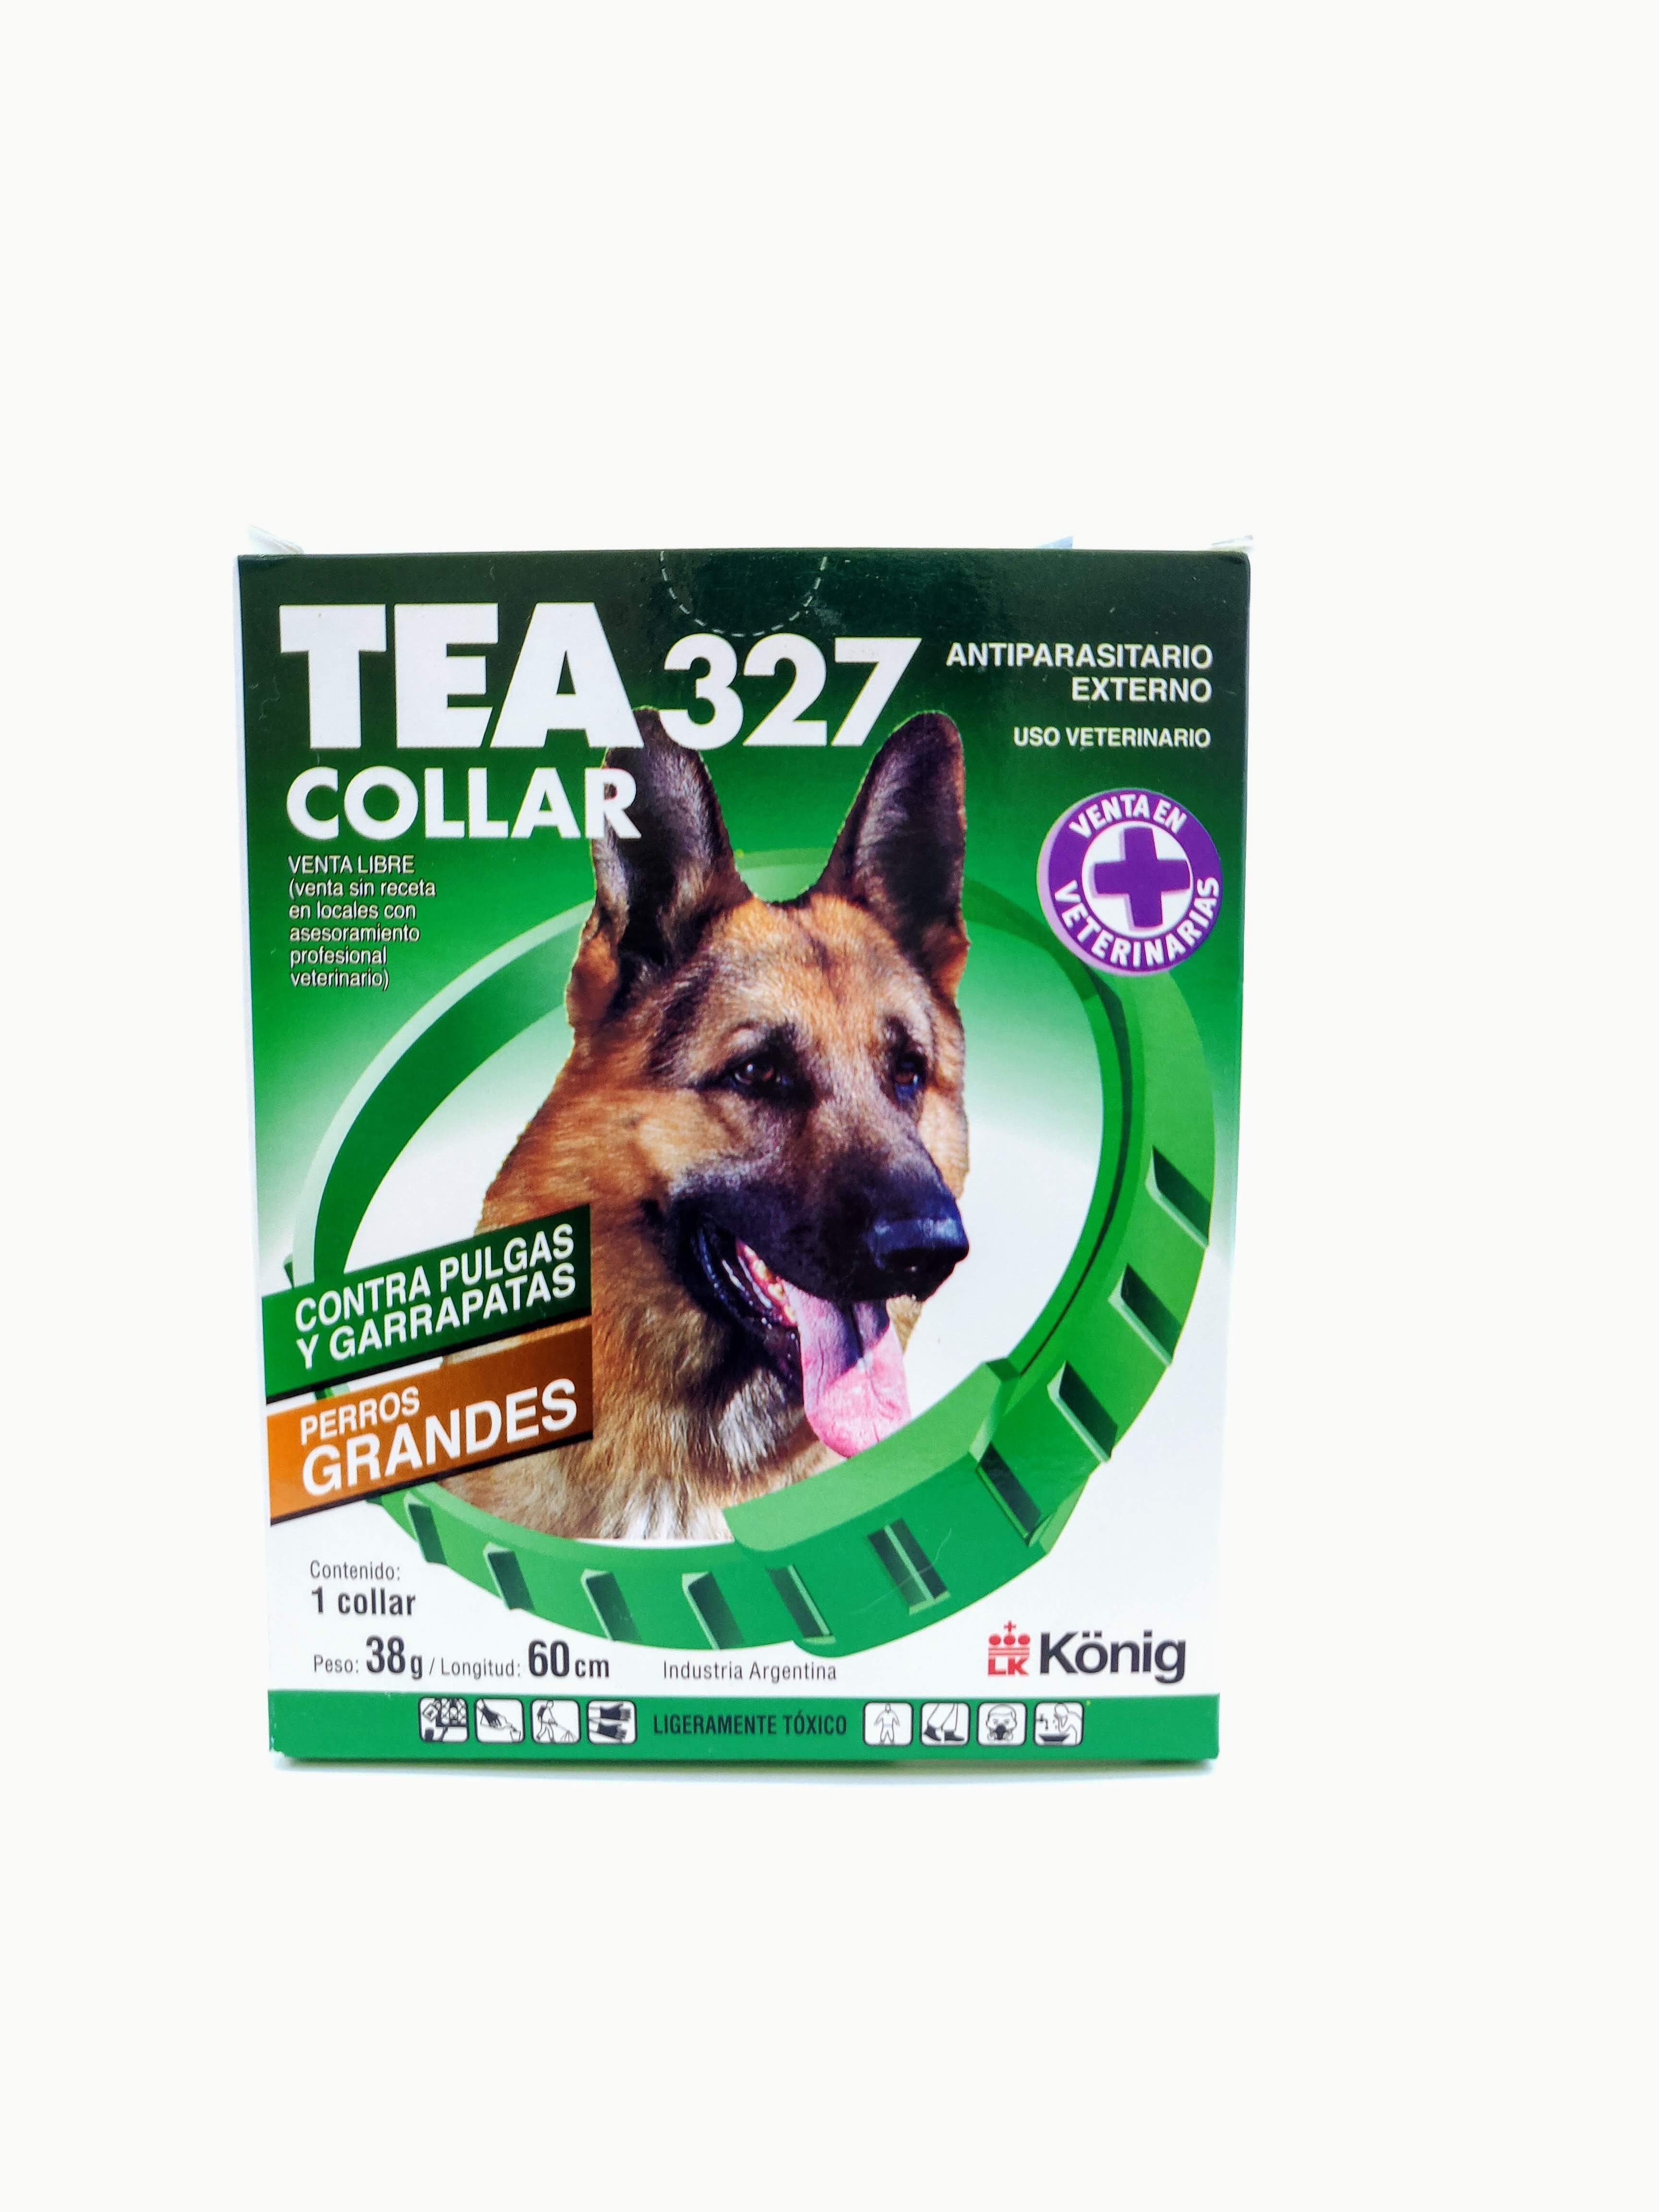 TEA 327
COLLAR
ANTIPARASITARIO
EXTERNO
USO VETERINARIO
VENTA EN
VETERINARIAS
VENTA LIBRE
(venta sin receta
en locales con
asesoramiento
profesional
veterinario)
CONTRA PULGAS
Y GARRAPATAS
PERROS
GRANDES
Contenido:
1 collar
Peso: 38g / Longitud: 60cm
Industria Argentina
LK König
LIGERAMENTE TÓXICO